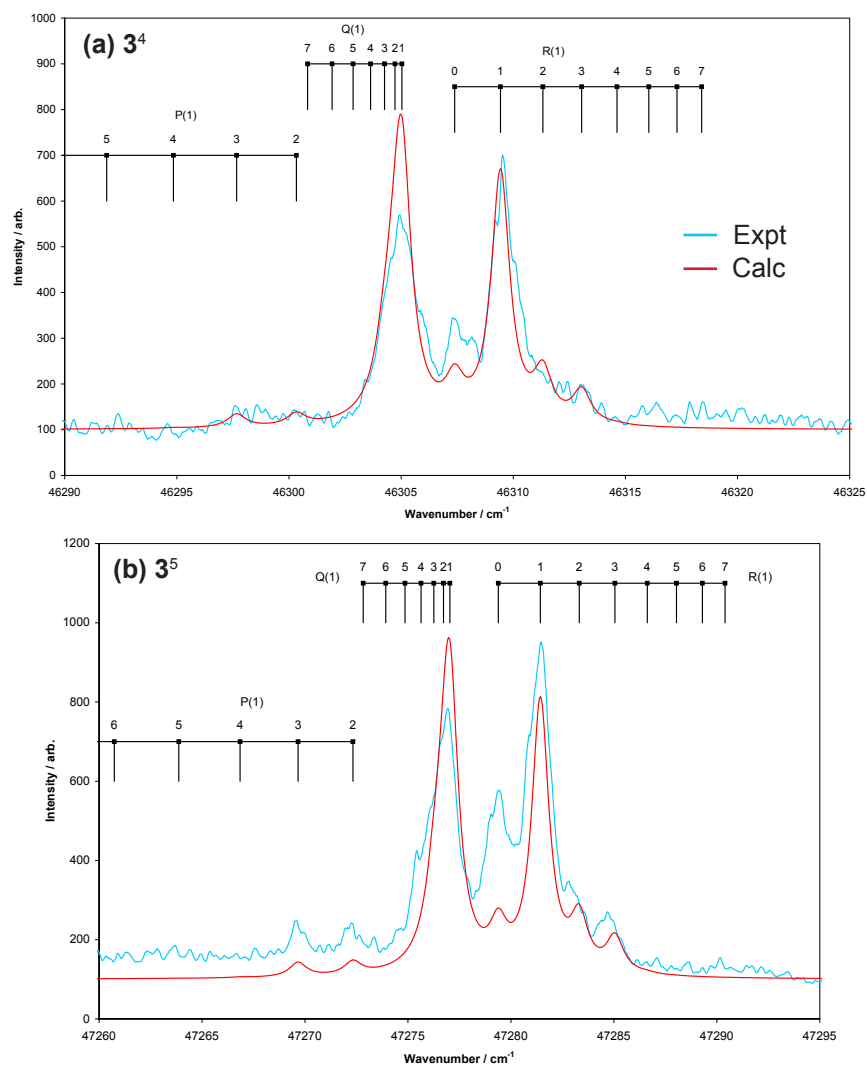 (a) 3⁴
Q(1)
7 6 5 4 3 2 1
R(1)
0 1 2 3 4 5 6 7
P(1)
5 4 3 2
Expt
Calc
1000
900
800
700
600
500
400
300
200
100
0
Intensity / arb.
46290 46295 46300 46305 46310 46315 46320 46325
Wavenumber / cm⁻¹
(b) 3⁵
Q(1)
7 6 5 4 3 2 1
0 1 2 3 4 5 6 7
R(1)
P(1)
6 5 4 3 2
1200
1000
800
600
400
200
0
Intensity / arb.
47260 47265 47270 47275 47280 47285 47290 47295
Wavenumber / cm⁻¹